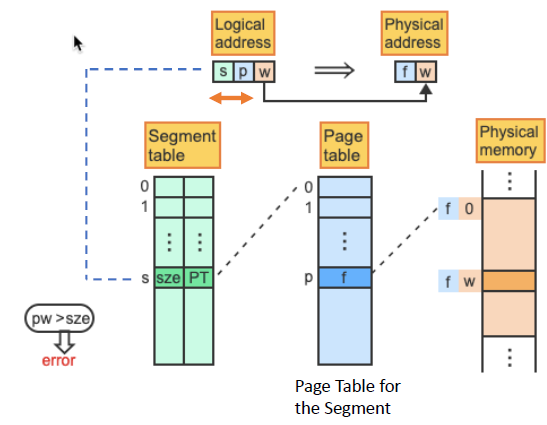 Logical
address
Physical
address
s p w
f w
Segment
table
Page
table
Physical
memory
0
1
s sze PT
0
1
p f
f 0
f w
pw >sze
error
Page Table for
the Segment